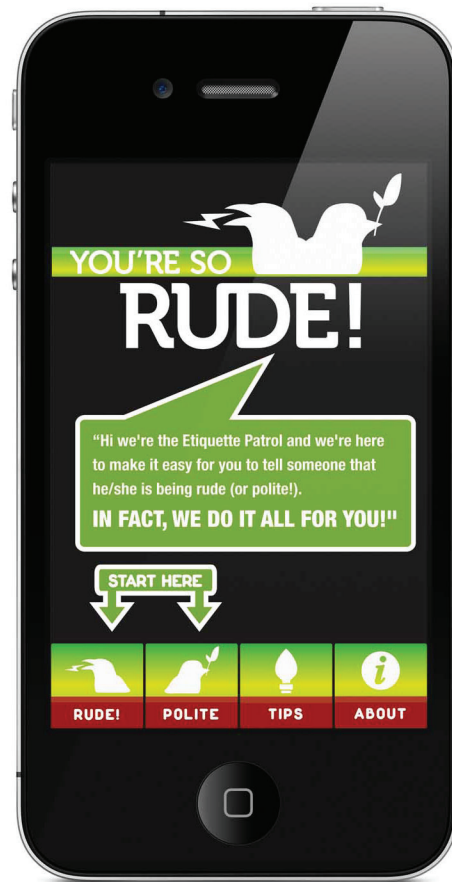 YOU'RE SO
RUDE!
"Hi we're the Etiquette Patrol and we're here
to make it easy for you to tell someone that
he/she is being rude (or polite!).
IN FACT, WE DO IT ALL FOR YOU!"
START HERE
RUDE!
POLITE
TIPS
i
ABOUT